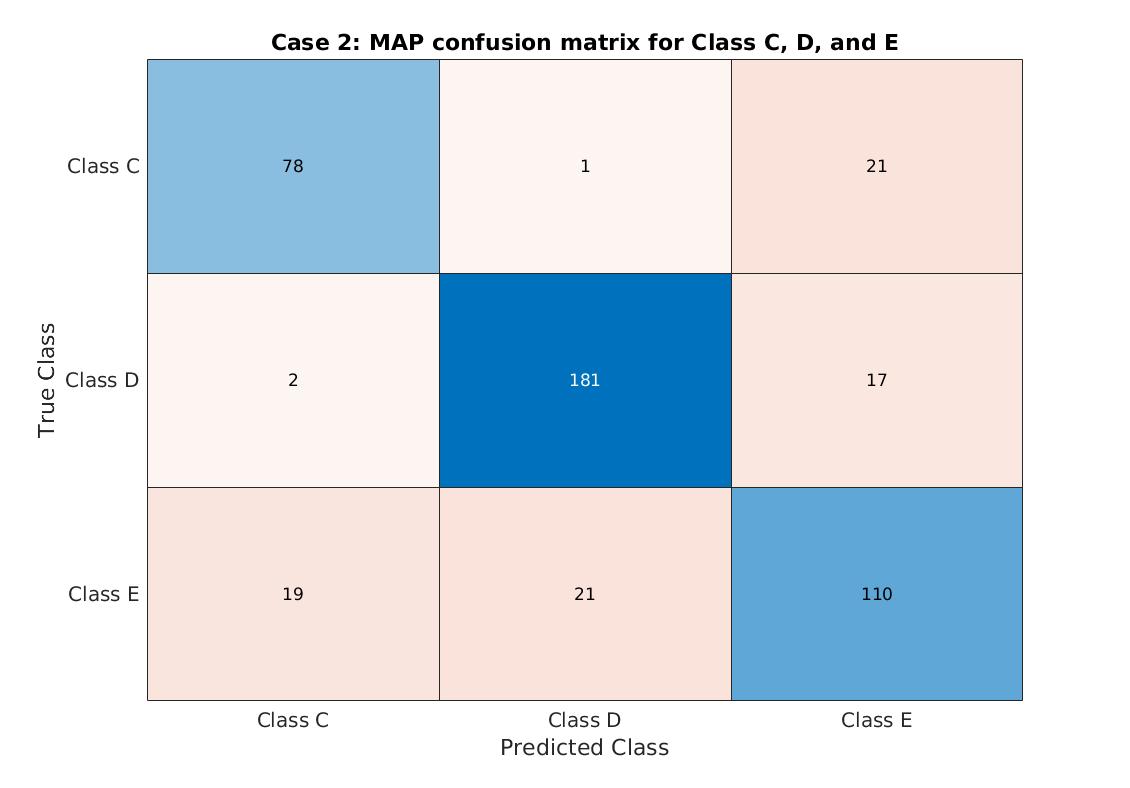 Case 2: MAP confusion matrix for Class C, D, and E
True Class
Class C
78
1
21
Class D
2
181
17
Class E
19
21
110
Class C
Class D
Class E
Predicted Class